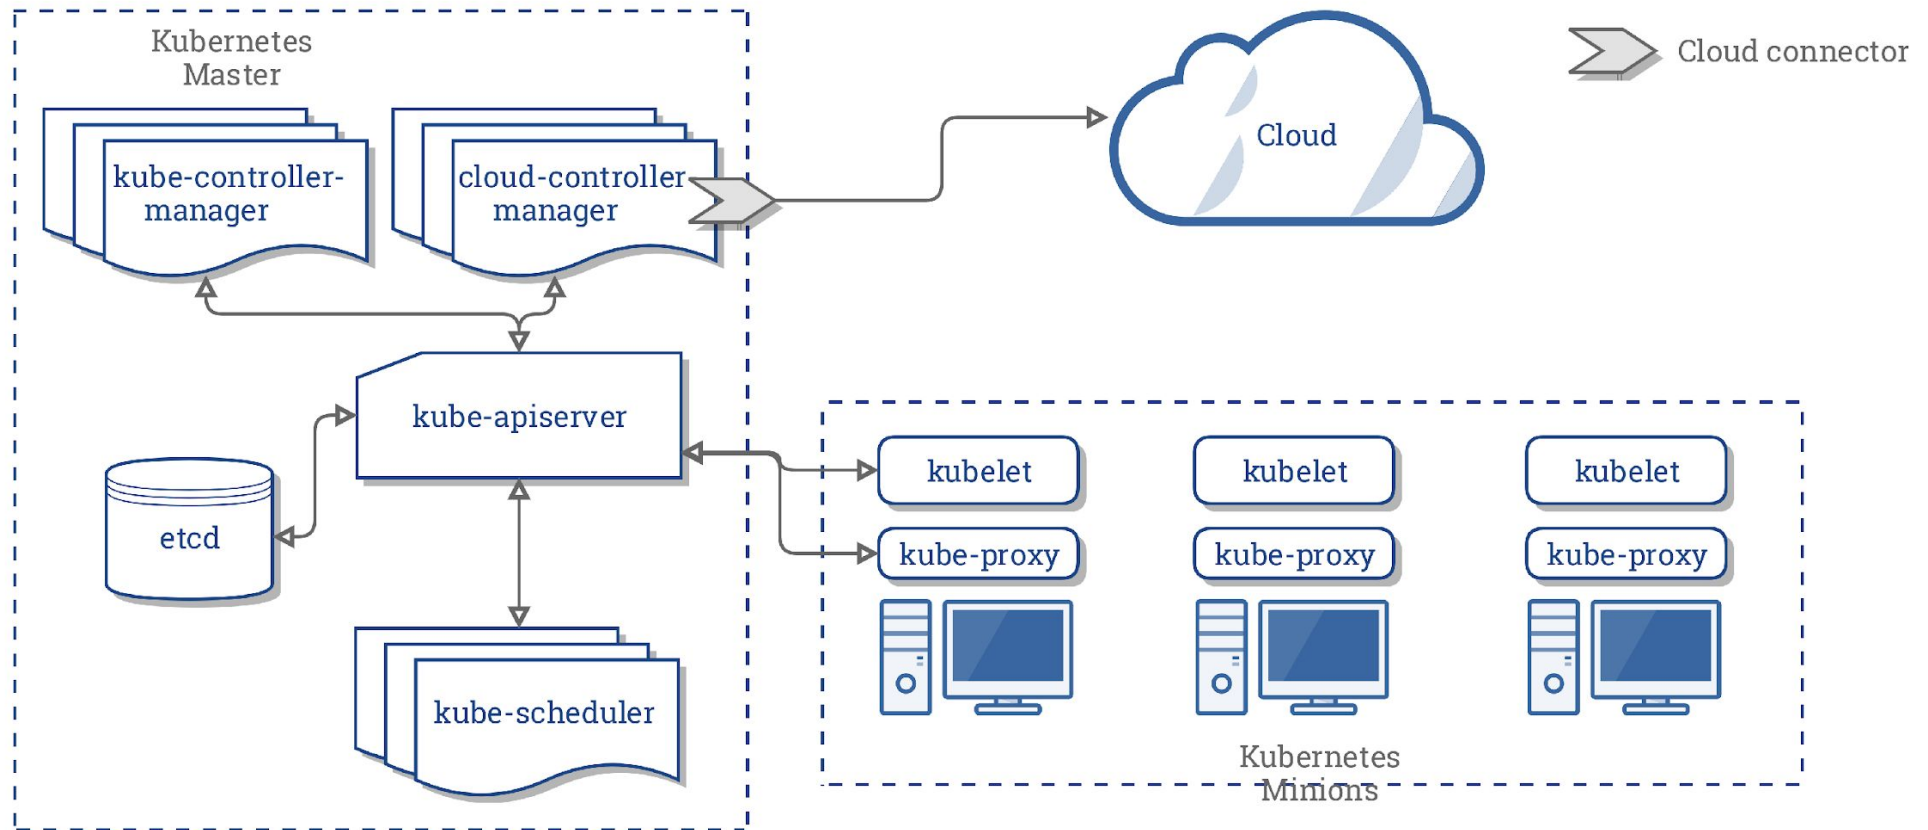 Kubernetes
Master
kube-controller-
manager
cloud-controller
manager
Cloud
Cloud connector
kube-apiserver
etcd
kube-scheduler
kubelet
kubelet
kubelet
kube-proxy
kube-proxy
kube-proxy
Kubernetes
Minions